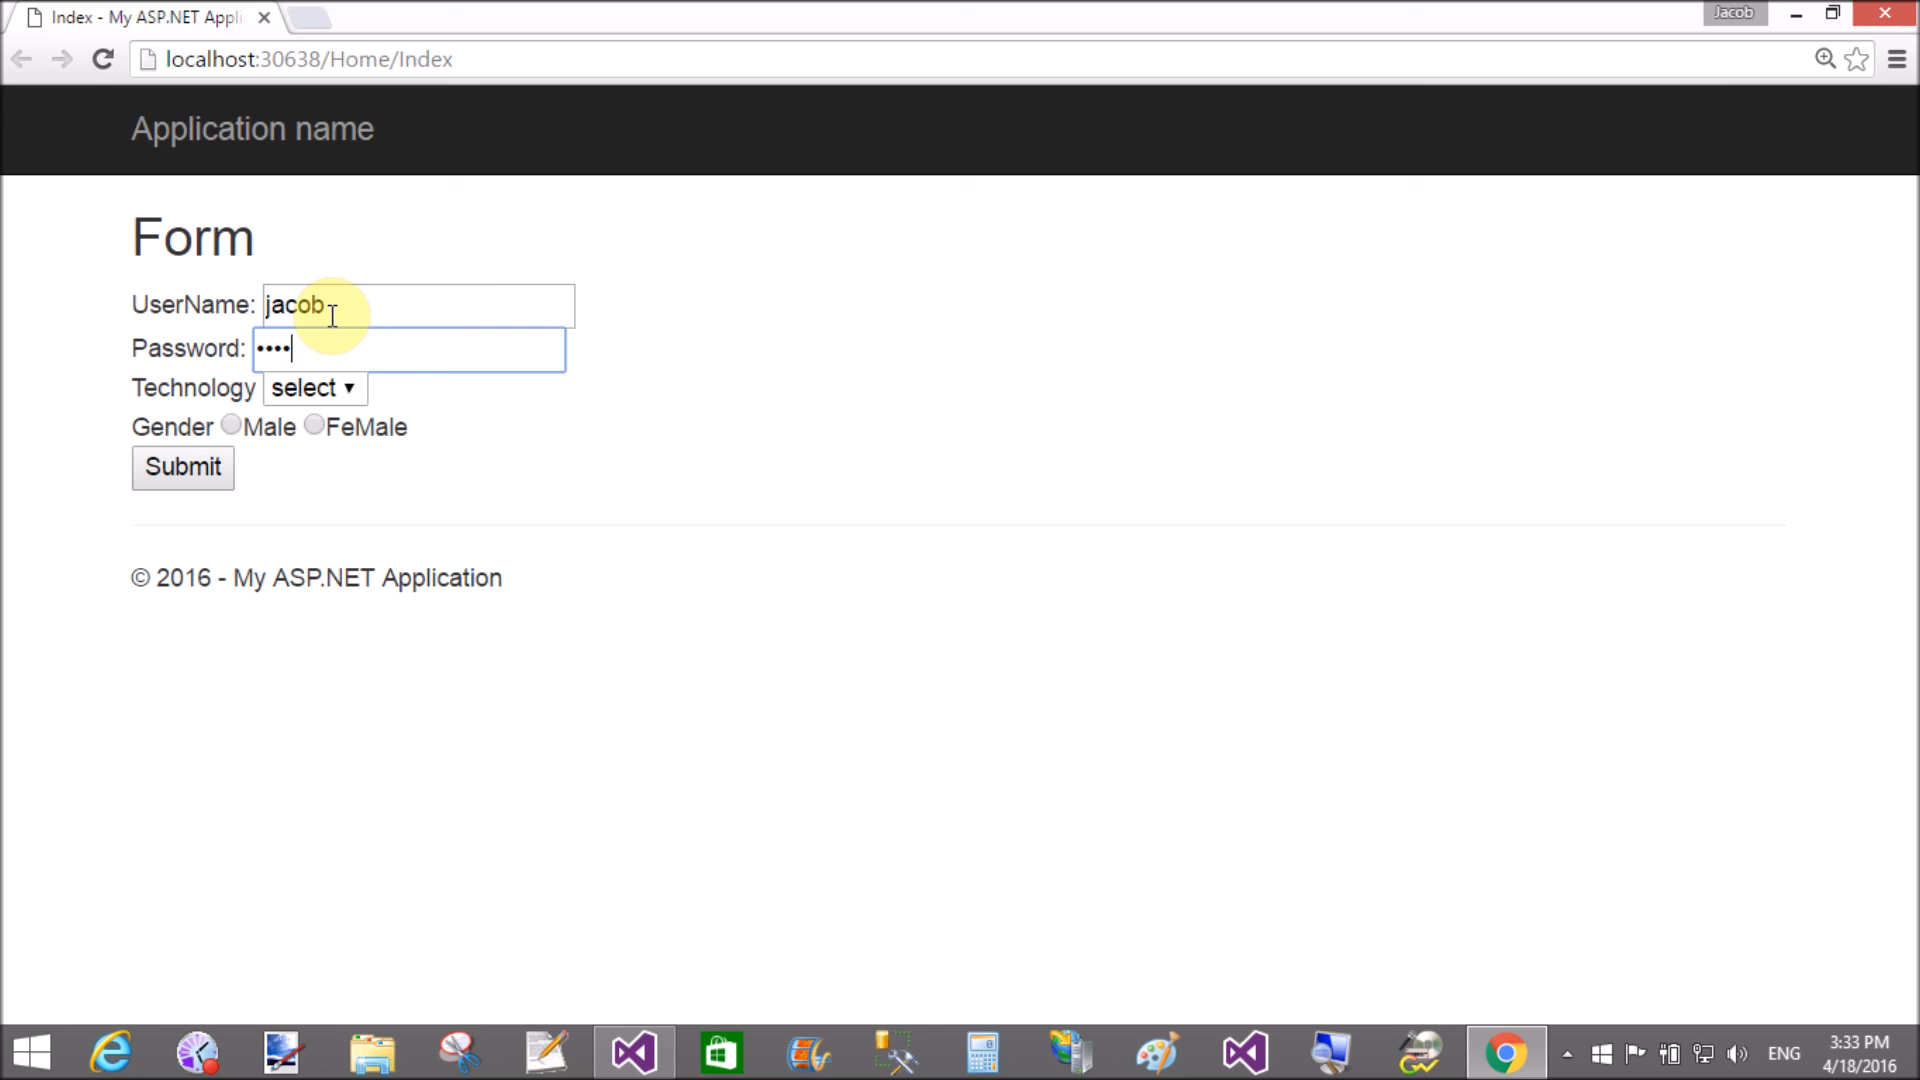 Index - My ASP.NET Appli
Jacob
localhost:30638/Home/Index
Application name
Form
UserName: jacob
Password: ••••
Technology select
Gender Male FeMale
Submit
© 2016 - My ASP.NET Application
ENG
3:33 PM
4/18/2016